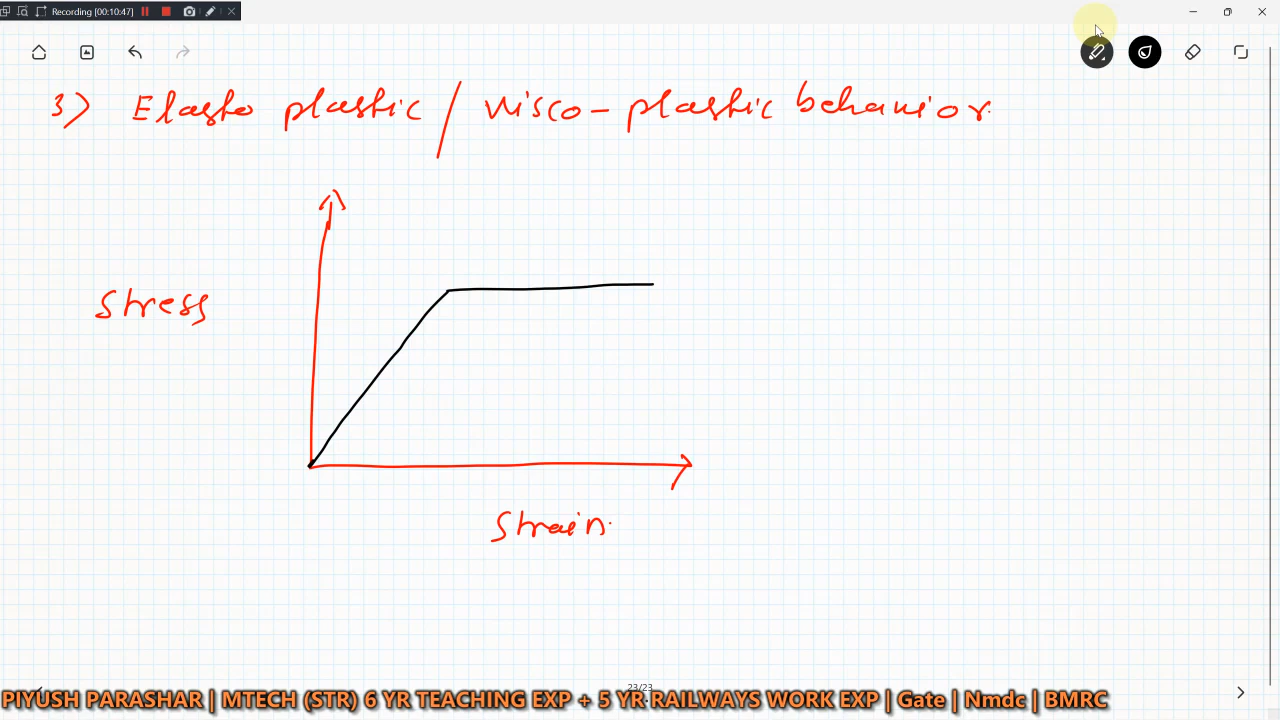 Recording [00:10:47]
3) Elasto plastic / visco-plastic behavior.
Stress
Strain.
23/23
PIYUSH PARASHAR | MTECH (STR) 6 YR TEACHING EXP + 5 YR RAILWAYS WORK EXP | Gate | Nmdc | BMRC